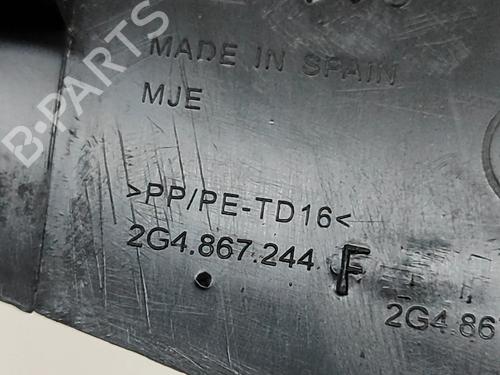 MADE IN SPAIN
MJE
>PP/PE-TD16<
2G4.867.244 F
2G4.86
B-PARTS